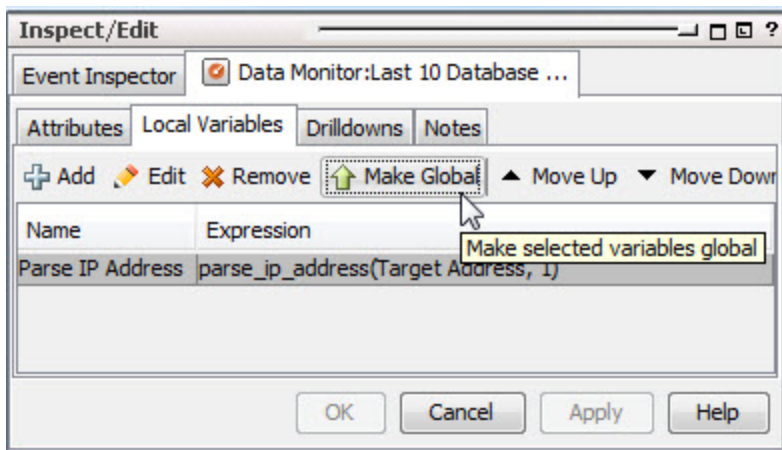 Inspect/Edit ?
Event Inspector Data Monitor:Last 10 Database ...
Attributes Local Variables Drilldowns Notes
Add Edit Remove Make Global Move Up Move Down
Name Expression
Make selected variables global
Parse IP Address parse_ip_address(Target Address, 1)
OK Cancel Apply Help